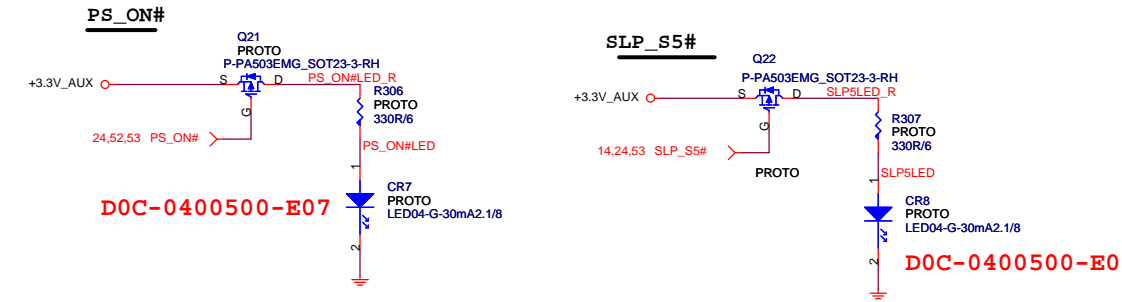 PS_ON#
Q21
PROTO
P-PA503EMG_SOT23-3-RH
+3.3V_AUX
S
D
PS_ON#LED_R
G
R306
PROTO
330R/6
24,52,53 PS_ON#
PS_ON#LED
1
CR7
PROTO
LED04-G-30mA2.1/8
D0C-0400500-E07
2
SLP_S5#
Q22
P-PA503EMG_SOT23-3-RH
+3.3V_AUX
S
D
SLP5LED_R
G
R307
PROTO
330R/6
14,24,53 SLP_S5#
PROTO
SLP5LED
1
CR8
PROTO
LED04-G-30mA2.1/8
2
D0C-0400500-E0